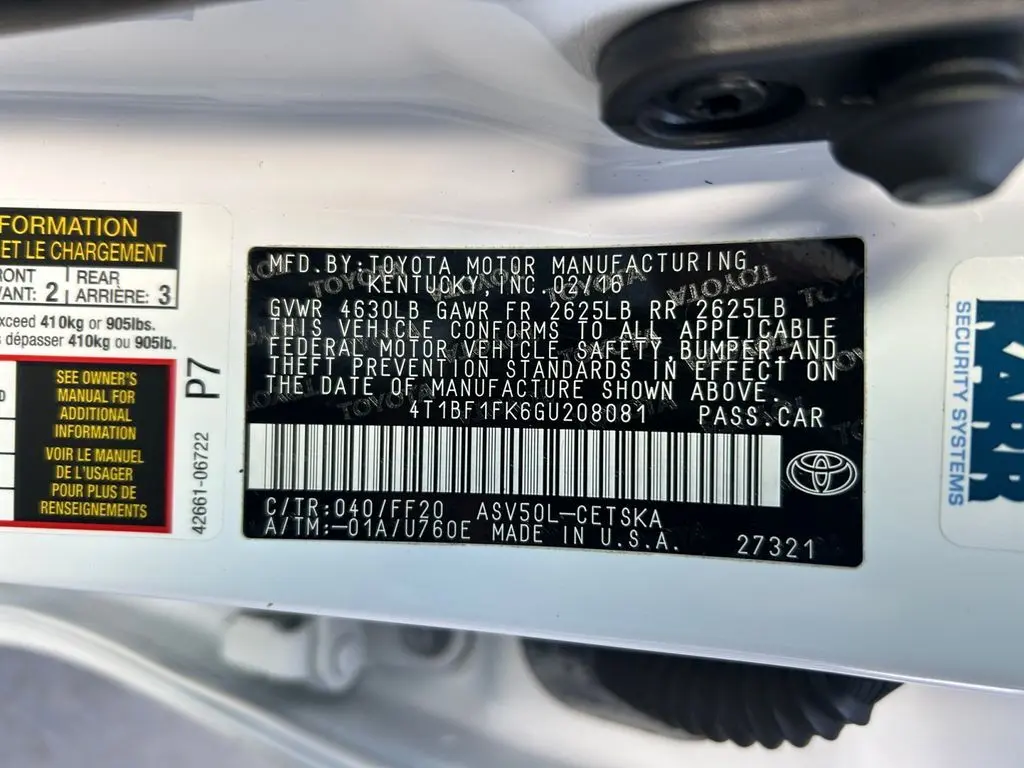 FORMATION
ET LE CHARGEMENT
RONT
VANT: 2
REAR
ARRIÈRE: 3
xceed 410kg or 905lbs.
s dépasser 410kg ou 905lb.
SEE OWNER'S
MANUAL FOR
ADDITIONAL
INFORMATION
VOIR LE MANUEL
DE L'USAGER
POUR PLUS DE
RENSEIGNEMENTS
P7
42661-06722
MFD.BY:TOYOTA MOTOR MANUFACTURING
KENTUCKY, INC.02/16
GVWR 4630LB GAWR FR 2625LB RR 2625LB
THIS VEHICLE CONFORMS TO ALL APPLICABLE
FEDERAL MOTOR VEHICLE SAFETY,BUMPER,AND
THEFT PREVENTION STANDARDS IN EFFECT ON
THE DATE OF MANUFACTURE SHOWN ABOVE.
4T1BF1FK6GU208081 PASS.CAR
C/TR:040/FF20 ASV50L-CETSKA
A/TM:-01A/U760E MADE IN U.S.A. 27321
SECURITY SYSTEMS